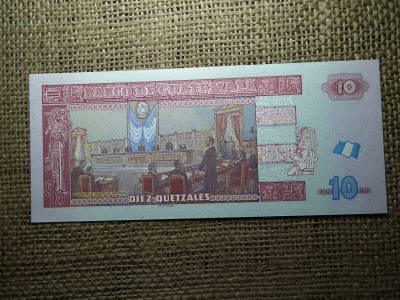 BANCO DE GUATEMALA
10
DIEZ QUETZALES
10